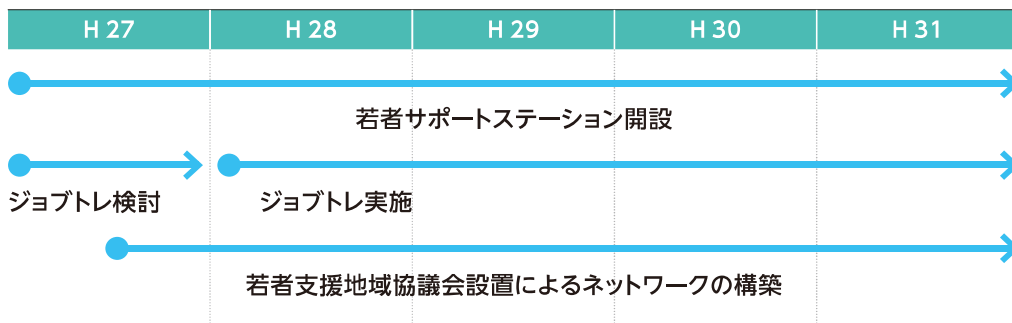 H 27 H 28 H 29 H 30 H 31
若者サポートステーション開設
ジョブトレ検討 ジョブトレ実施
若者支援地域協議会設置によるネットワークの構築